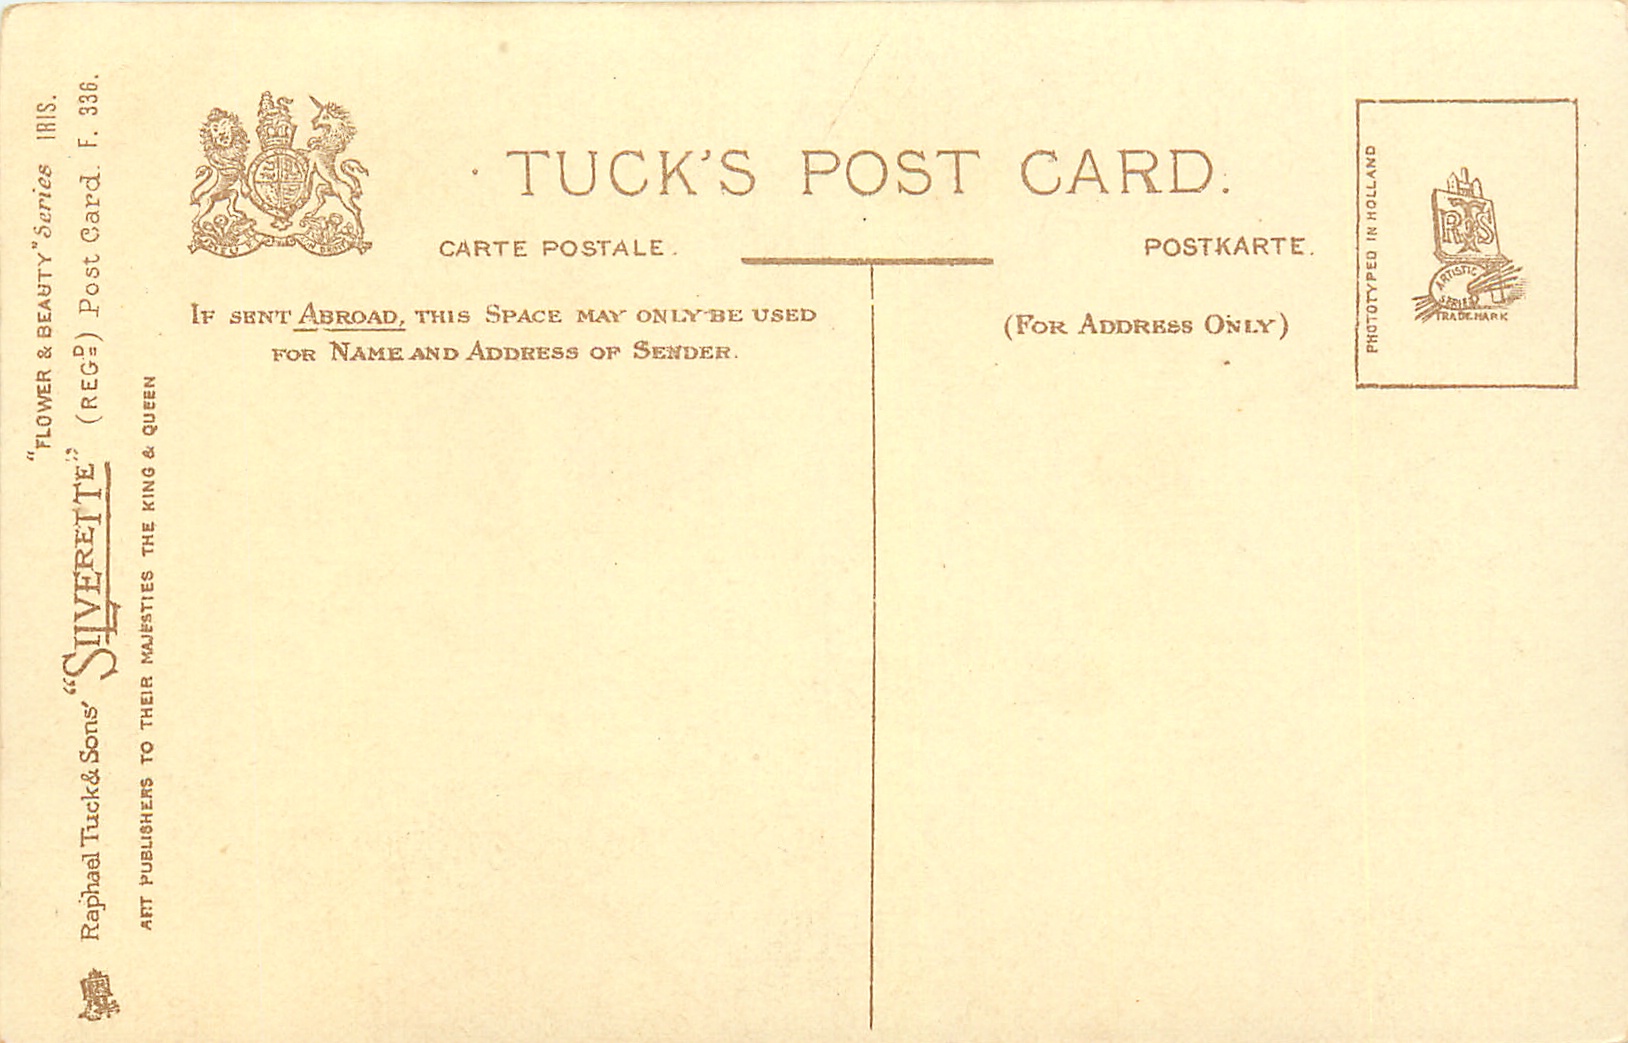 "FLOWER & BEAUTY" Series IRIS.
Raphael Tuck & Sons' "SILVERETTE" (REGD) Post Card. F. 336.
ART PUBLISHERS TO THEIR MAJESTIES THE KING & QUEEN
TUCK'S POST CARD.
CARTE POSTALE.
POSTKARTE.
IF SENT ABROAD, THIS SPACE MAY ONLY BE USED
FOR NAME AND ADDRESS OF SENDER.
(FOR ADDRESS ONLY)
PHOTOTYPED IN HOLLAND
RTS
ARTISTIC
SERIES
TRADE MARK